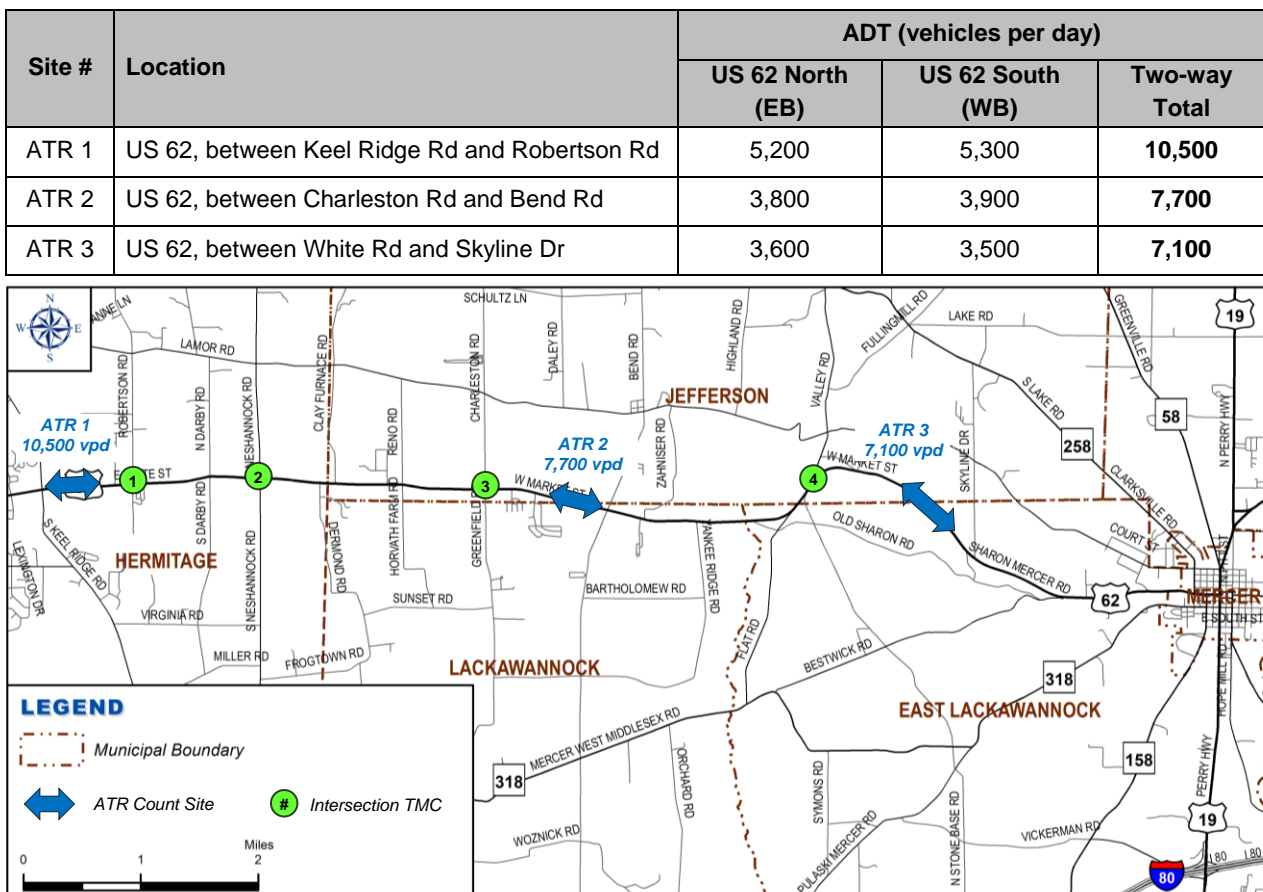 Site # Location ADT (vehicles per day)
US 62 North (EB) US 62 South (WB) Two-way Total
ATR 1 US 62, between Keel Ridge Rd and Robertson Rd 5,200 5,300 10,500
ATR 2 US 62, between Charleston Rd and Bend Rd 3,800 3,900 7,700
ATR 3 US 62, between White Rd and Skyline Dr 3,600 3,500 7,100
N
W E
S
ANNE LN
SCHULTZ LN
LAMOR RD
ROBERTSON RD
N DARBY RD
CLAY FURNACE RD
RENO RD
CHARLESTON RD
DALEY RD
BEND RD
HIGHLAND RD
VALLEY RD
FULLINGMILL RD
LAKE RD
GREENVILLE RD
19
N PERRY HWY
58
S LAKE RD
258
CLARKSVILLE RD
JEFFERSON
ZAHNISER RD
ATR 1
10,500 vpd
ATR 2
7,700 vpd
ATR 3
7,100 vpd
1
2
3
4
W MARKET ST
W MARKET ST
SKYLINE DR
COURT ST
S KEEL RIDGE RD
LEXINGTON DR
HERMITAGE
S DARBY RD
S NESHANNOCK RD
DERMOND RD
HORVATH FARM RD
GREENFIELD RD
YANKEE RIDGE RD
OLD SHARON RD
SHARON MERCER RD
62
MERCER
E SOUTH ST
VIRGINIA RD
SUNSET RD
BARTHOLOMEW RD
MILLER RD
FROGTOWN RD
LACKAWANNOCK
FLAT RD
BESTWICK RD
318
EAST LACKAWANNOCK
HOPE MILL RD
MERCER WEST MIDDLESEX RD
318
ORCHARD RD
158
PERRY HWY
19
SYMONS RD
N STONE BASE RD
VICKERMAN RD
WOZNICK RD
PULASKI MERCER RD
80
I 80
LEGEND
Municipal Boundary
ATR Count Site
# Intersection TMC
Miles
0 1 2